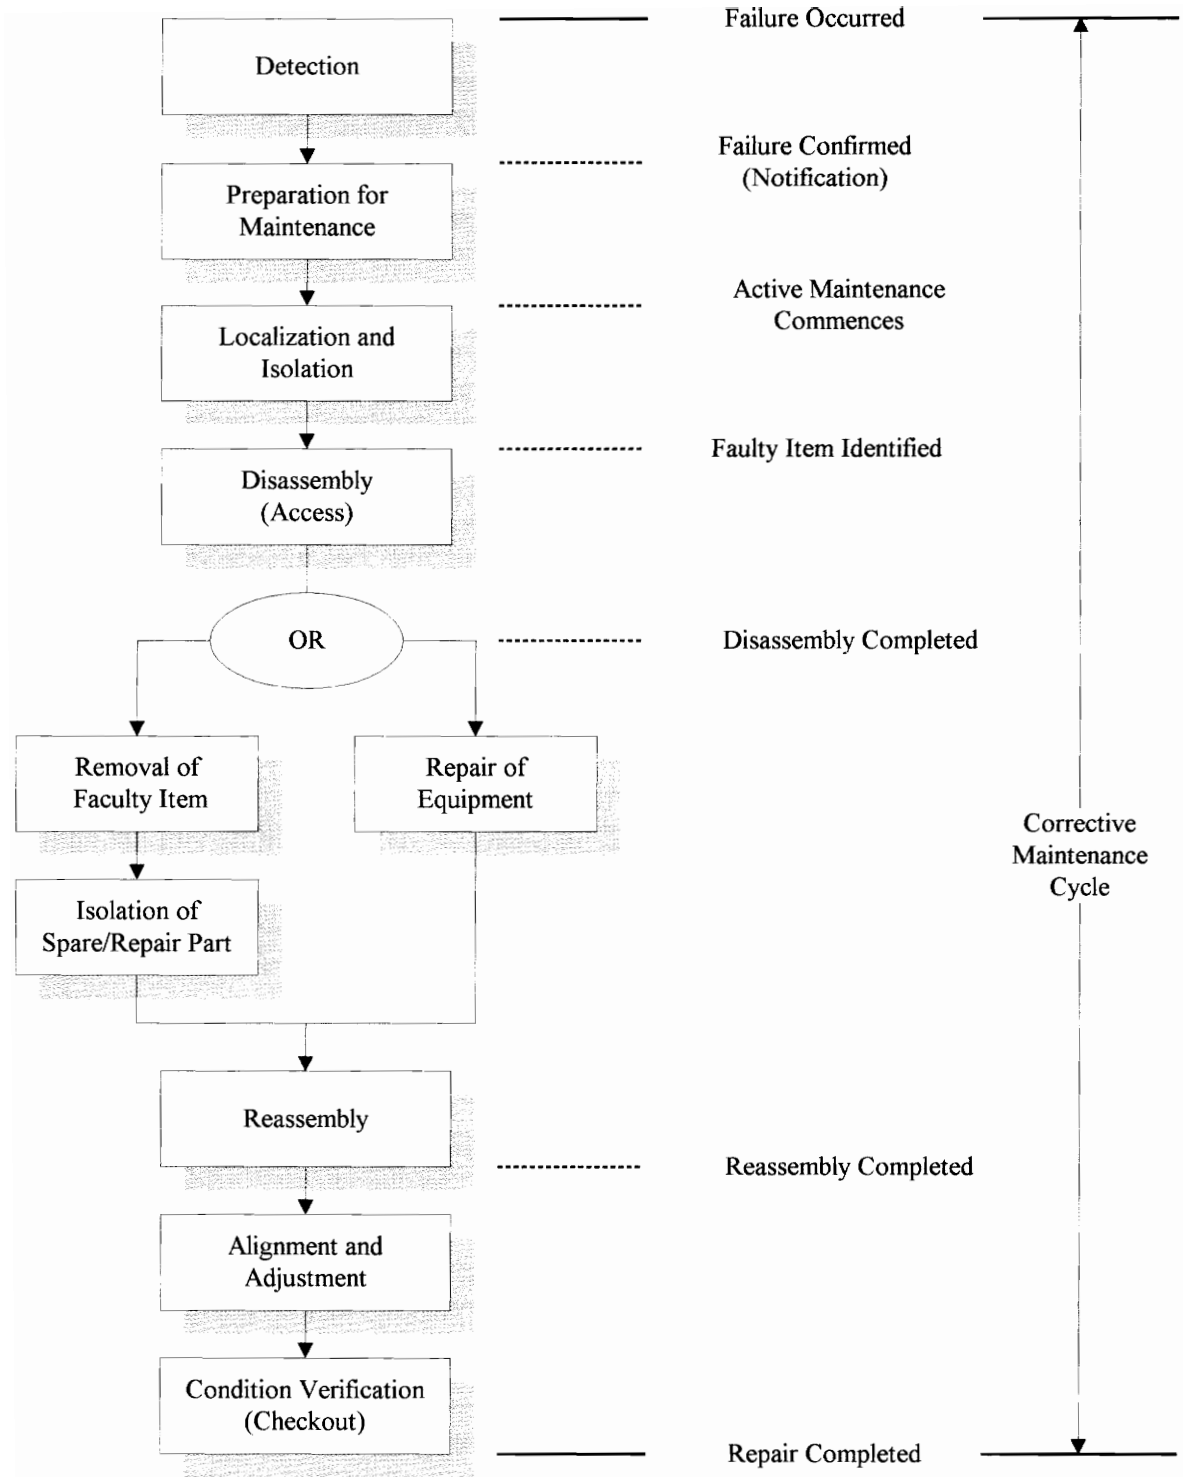 Failure Occurred
Detection
Failure Confirmed
(Notification)
Preparation for
Maintenance
Active Maintenance
Commences
Localization and
Isolation
Faulty Item Identified
Disassembly
(Access)
OR
Disassembly Completed
Removal of
Faculty Item
Repair of
Equipment
Corrective
Maintenance
Cycle
Isolation of
Spare/Repair Part
Reassembly
Reassembly Completed
Alignment and
Adjustment
Condition Verification
(Checkout)
Repair Completed